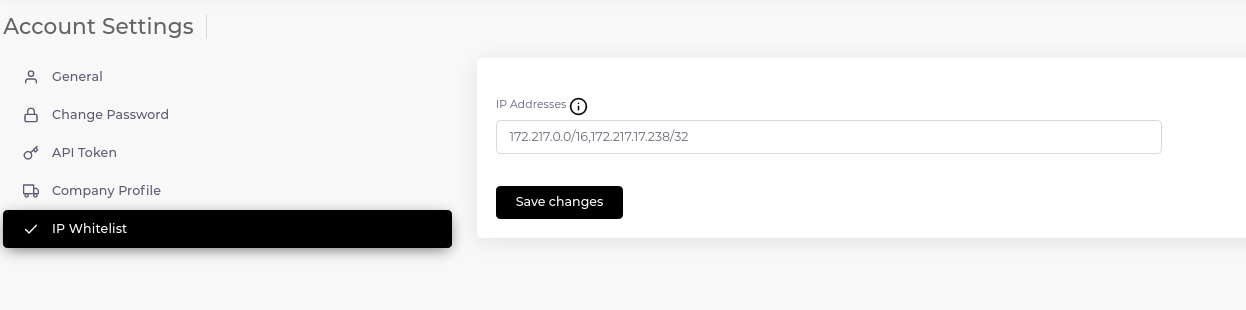 Account Settings
General
Change Password
API Token
Company Profile
IP Whitelist
IP Addresses
172.217.0.0/16,172.217.17.238/32
Save changes